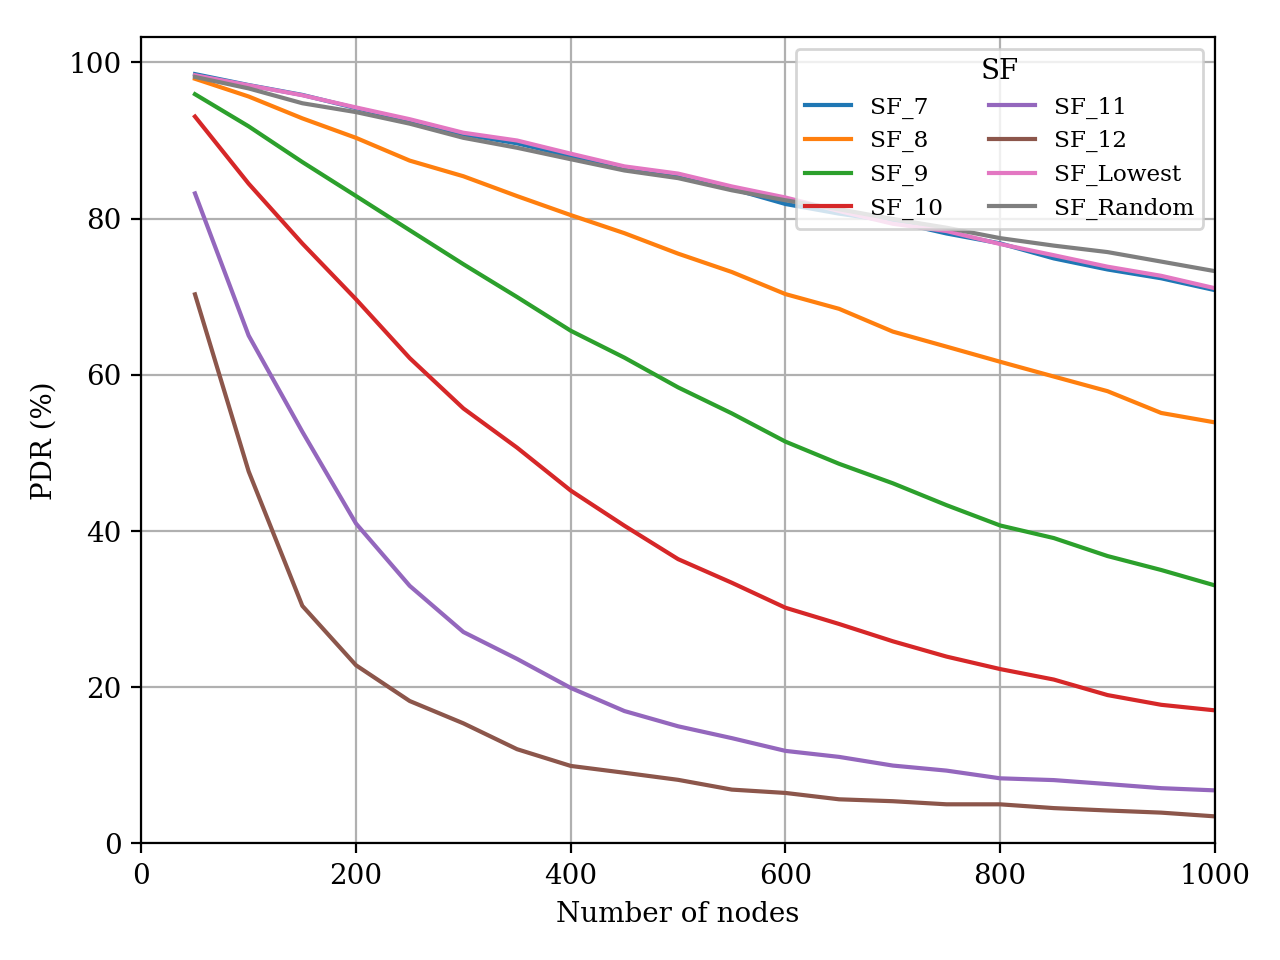 SF
SF_7
SF_8
SF_9
SF_10
SF_11
SF_12
SF_Lowest
SF_Random
PDR (%)
100
80
60
40
20
0
0 200 400 600 800 1000
Number of nodes